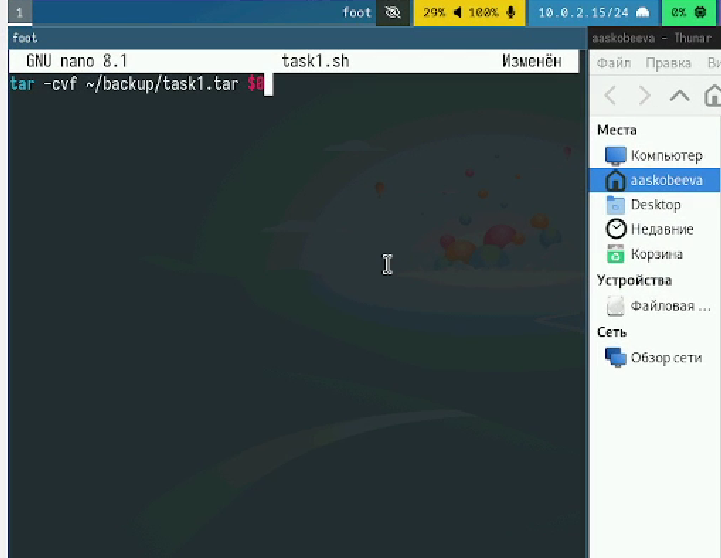 1 foot 29% 100% 10.0.2.15/24 0%
foot
GNU nano 8.1 task1.sh Изменён
tar -cvf ~/backup/task1.tar $0
aaskobeeva - Thunar
Файл Правка Ви
Места
Компьютер
aaskobeeva
Desktop
Недавние
Корзина
Устройства
Файловая ...
Сеть
Обзор сети